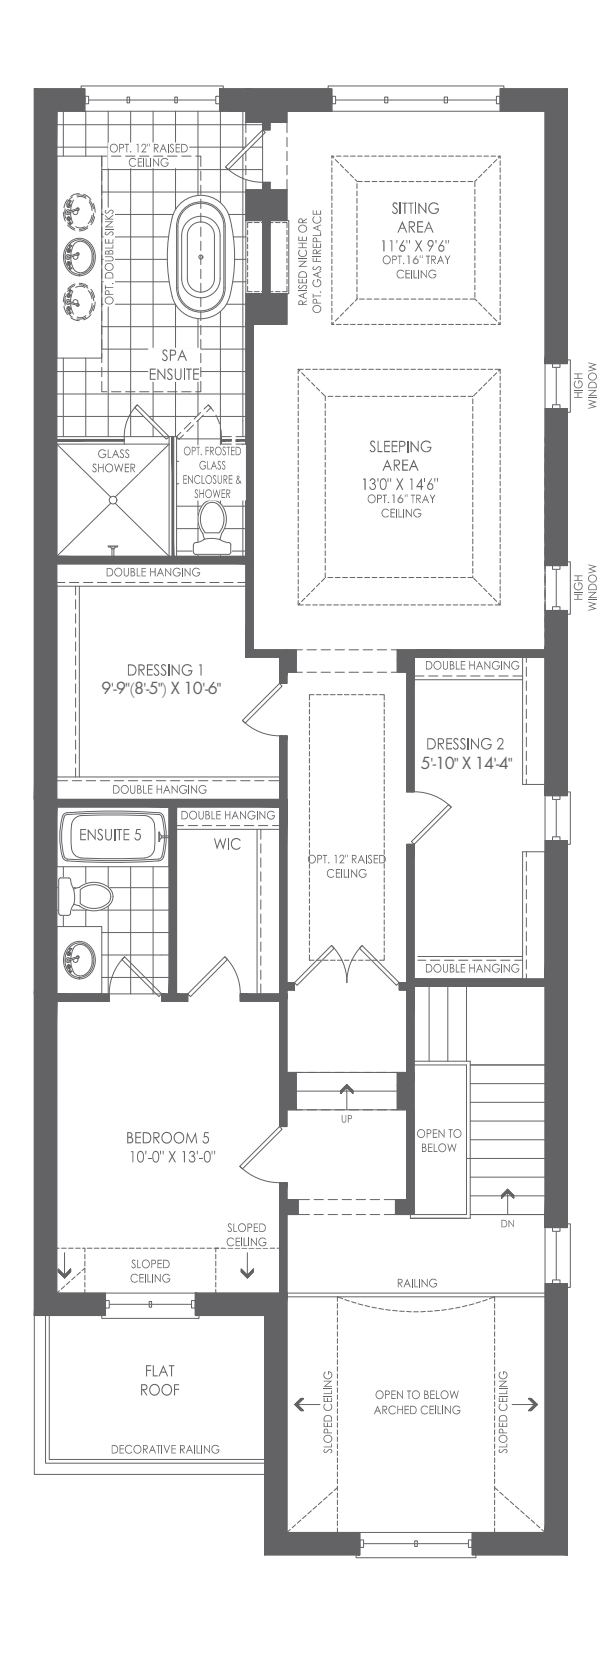 OPT. 12" RAISED
CEILING
OPT. DOUBLE SINKS
SPA
ENSUITE
RAISED NICHE OR
OPT. GAS FIREPLACE
SITTING
AREA
11'6" X 9'6"
OPT.16" TRAY
CEILING
HIGH
WINDOW
GLASS
SHOWER
OPT. FROSTED
GLASS
ENCLOSURE &
SHOWER
SLEEPING
AREA
13'0" X 14'6"
OPT.16" TRAY
CEILING
HIGH
WINDOW
DOUBLE HANGING
DRESSING 1
9'-9"(8'-5") X 10'-6"
DOUBLE HANGING
DOUBLE HANGING
DRESSING 2
5'-10" X 14'-4"
DOUBLE HANGING
ENSUITE 5
DOUBLE HANGING
WIC
OPT. 12" RAISED
CEILING
UP
OPEN TO
BELOW
DN
BEDROOM 5
10'-0" X 13'-0"
SLOPED
CEILING
SLOPED
CEILING
RAILING
FLAT
ROOF
DECORATIVE RAILING
SLOPED CEILING
OPEN TO BELOW
ARCHED CEILING
SLOPED CEILING